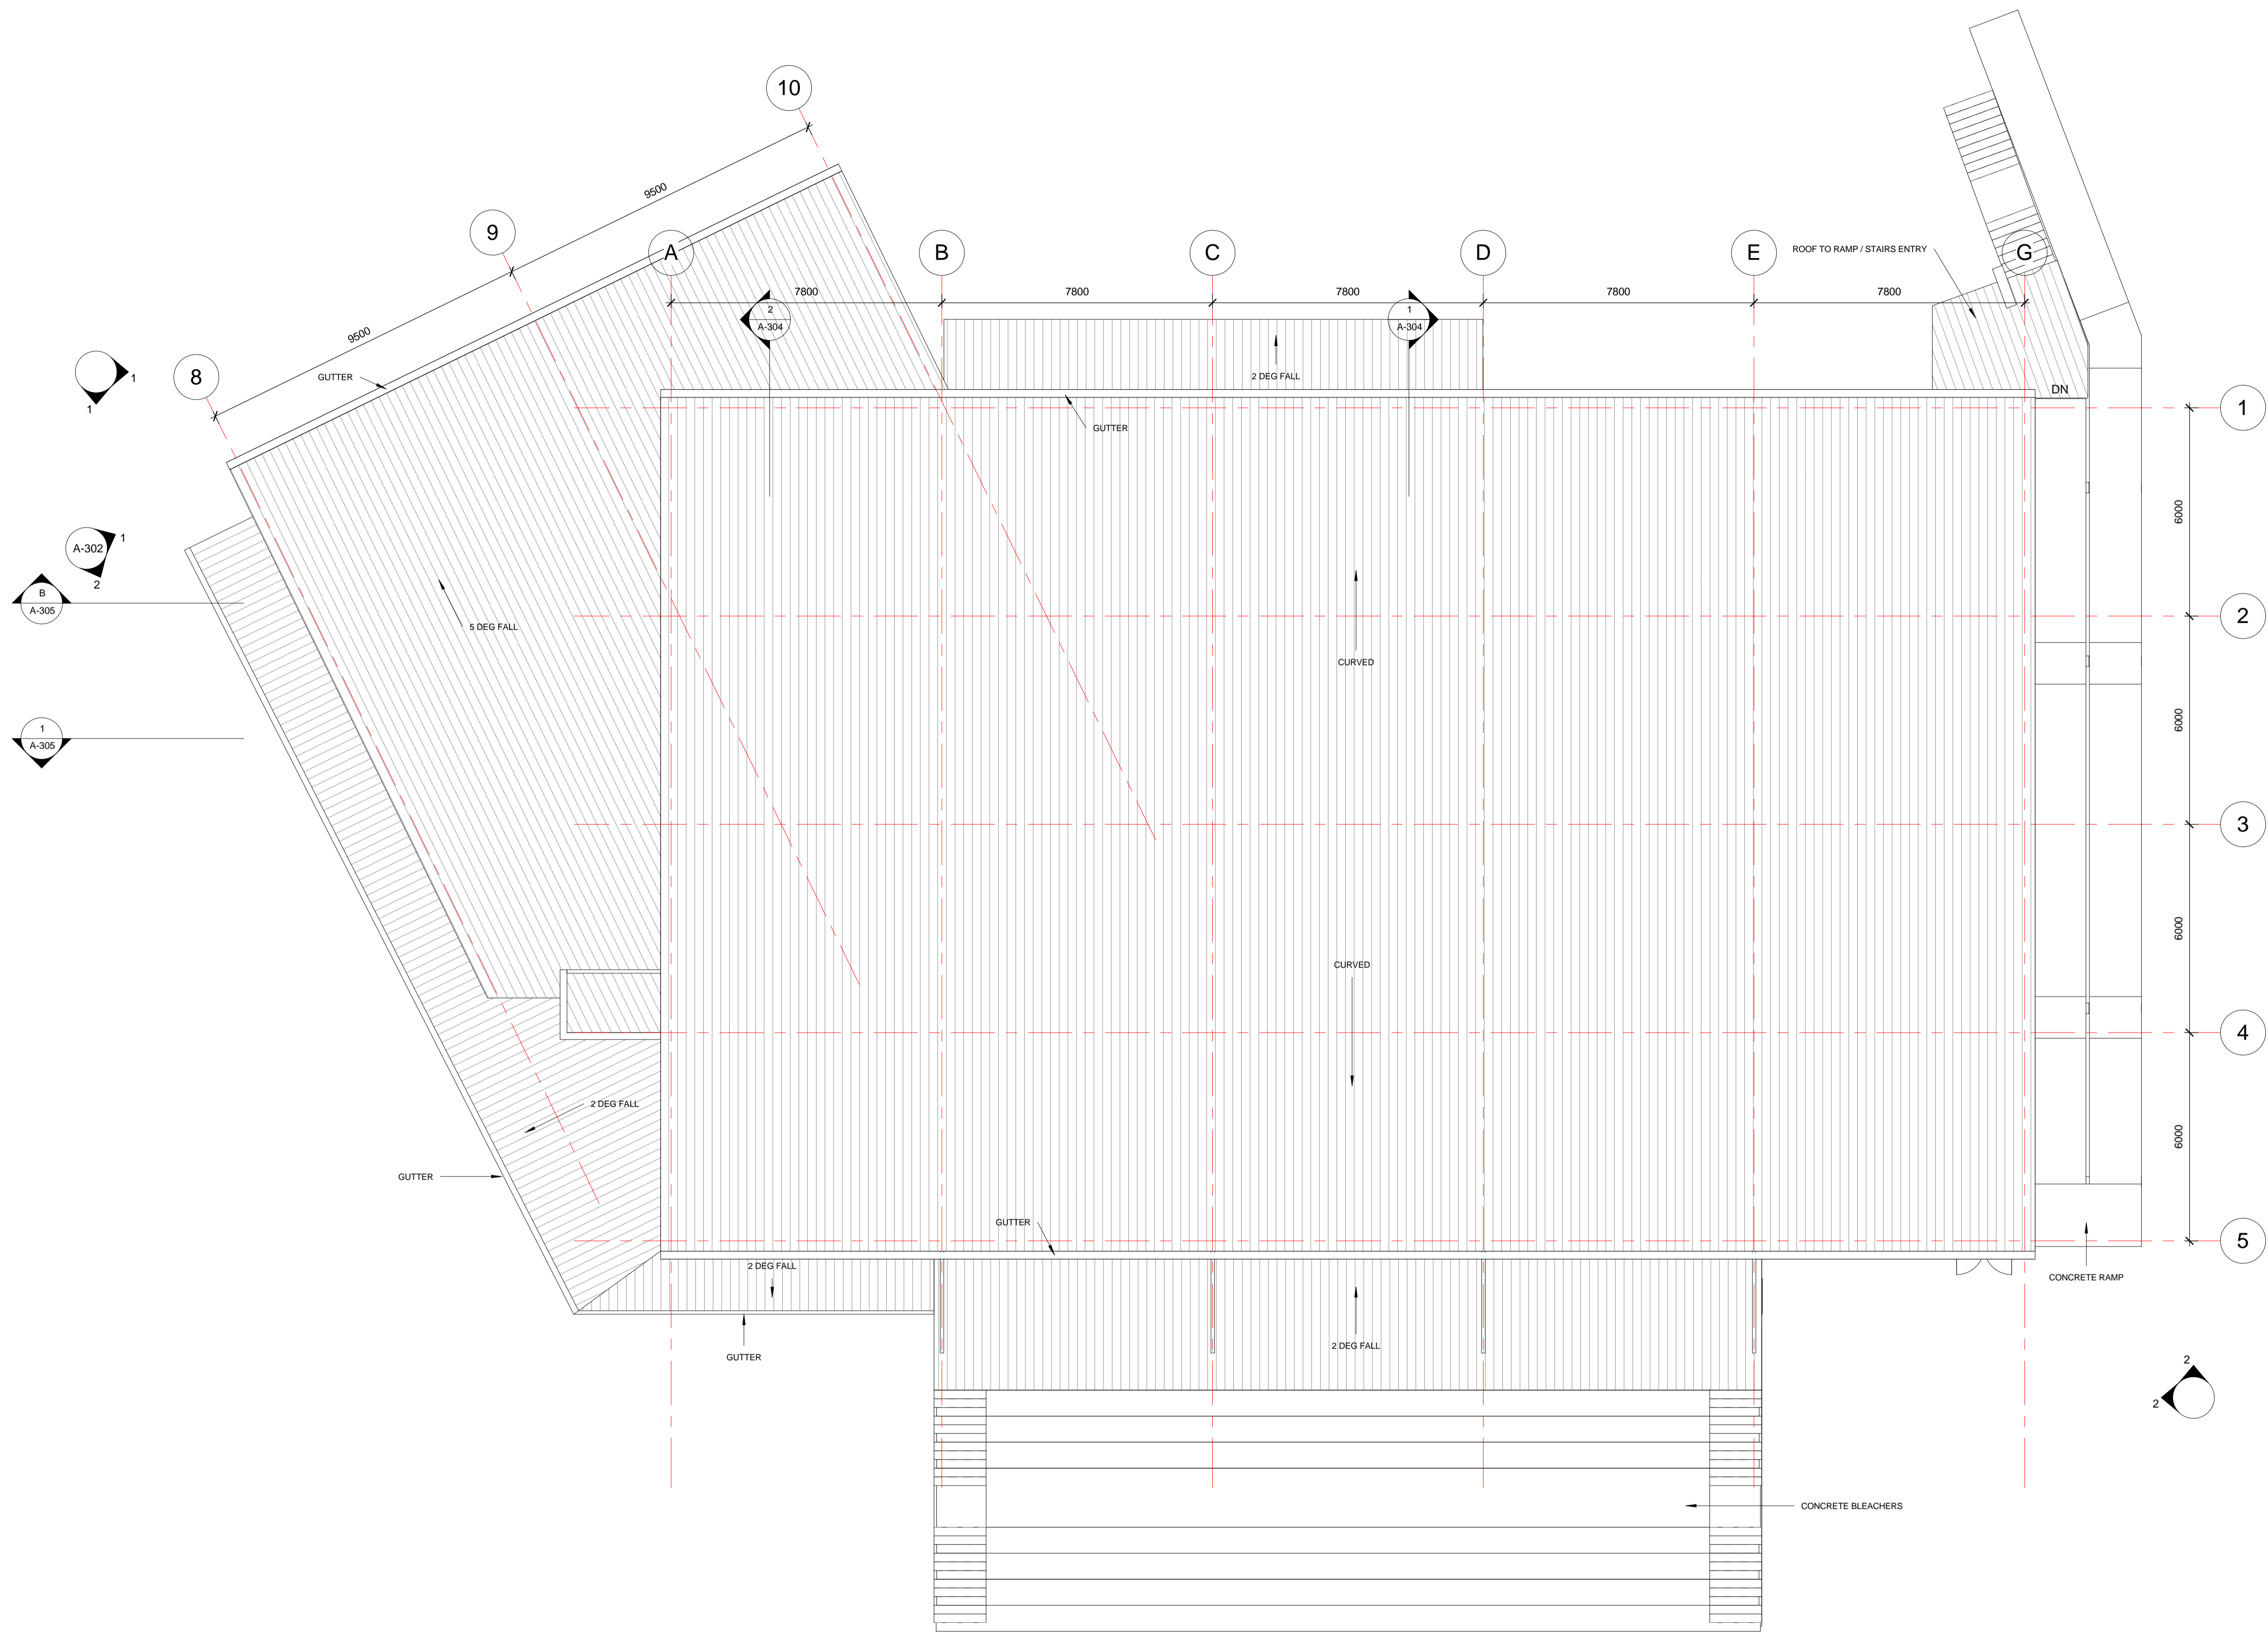 10
9500
9
A
B
C
D
E
ROOF TO RAMP / STAIRS ENTRY
G
7800
7800
7800
7800
7800
2
A-304
1
A-304
9500
8
GUTTER
1
1
2 DEG FALL
DN
1
GUTTER
6000
A-302
1
2
B
A-305
5 DEG FALL
2
CURVED
6000
1
A-305
3
6000
CURVED
4
2 DEG FALL
6000
GUTTER
GUTTER
5
2 DEG FALL
CONCRETE RAMP
2 DEG FALL
GUTTER
2
2
CONCRETE BLEACHERS